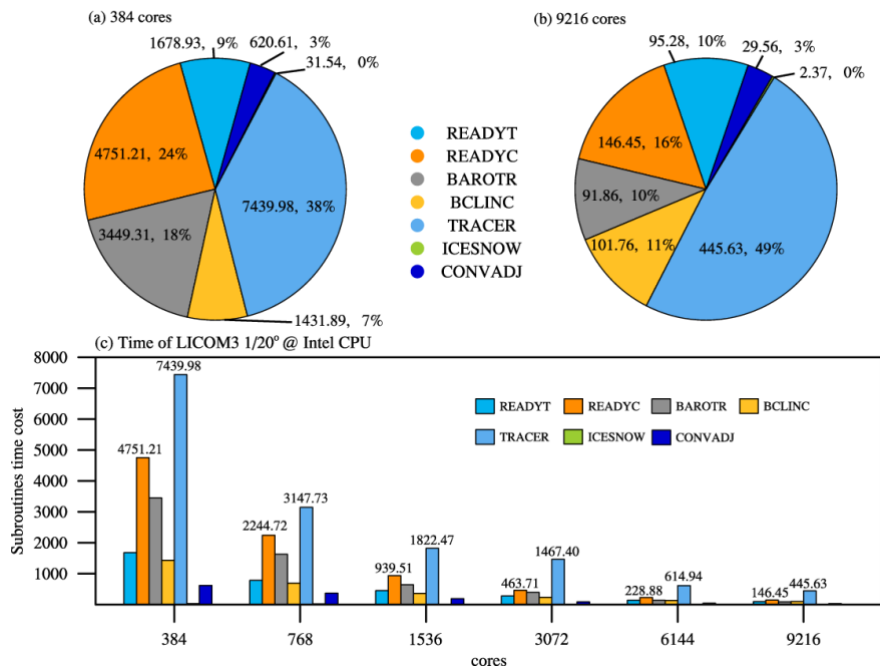 (a) 384 cores
(b) 9216 cores
1678.93, 9%
620.61, 3%
31.54, 0%
4751.21, 24%
7439.98, 38%
3449.31, 18%
1431.89, 7%
95.28, 10%
29.56, 3%
2.37, 0%
146.45, 16%
91.86, 10%
101.76, 11%
445.63, 49%
READYT
READYC
BAROTR
BCLINC
TRACER
ICESNOW
CONVADJ
(c) Time of LICOM3 1/20° @ Intel CPU
Subroutines time cost
8000
7000
6000
5000
4000
3000
2000
1000
READYT READYC BAROTR BCLINC
TRACER ICESNOW CONVADJ
4751.21
7439.98
2244.72
3147.73
939.51
1822.47
463.71
1467.40
228.88
614.94
146.45
445.63
384 768 1536 3072 6144 9216
cores